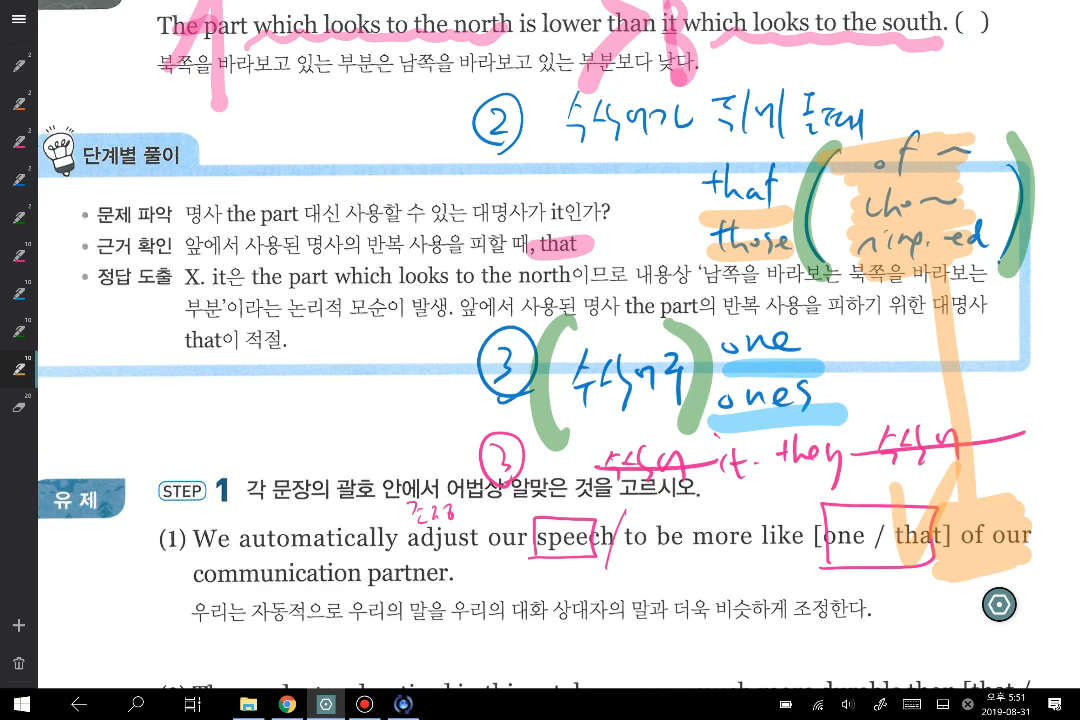 The part which looks to the north is lower than it which looks to the south. ( )
북쪽을 바라보고 있는 부분은 남쪽을 바라보고 있는 부분보다 낮다.
② 수식어가 뒤에 올때
단계별 풀이
that
those
of ~
who ~
ing. ed
• 문제 파악 명사 the part 대신 사용할 수 있는 대명사가 it인가?
• 근거 확인 앞에서 사용된 명사의 반복 사용을 피할 때, that
• 정답 도출 X. it은 the part which looks to the north이므로 내용상 ‘남쪽을 바라보는 북쪽을 바라보는
부분’이라는 논리적 모순이 발생. 앞에서 사용된 명사 the part의 반복 사용을 피하기 위한 대명사
that이 적절.
③ (수식어구) one
ones
③ 수식어 it. they 수식어
유 제
STEP 1 각 문장의 괄호 안에서 어법상 알맞은 것을 고르시오.
조정
(1) We automatically adjust our speech to be more like [one / that] of our
communication partner.
우리는 자동적으로 우리의 말을 우리의 대화 상대자의 말과 더욱 비슷하게 조정한다.
오후 5:51
2019-08-31